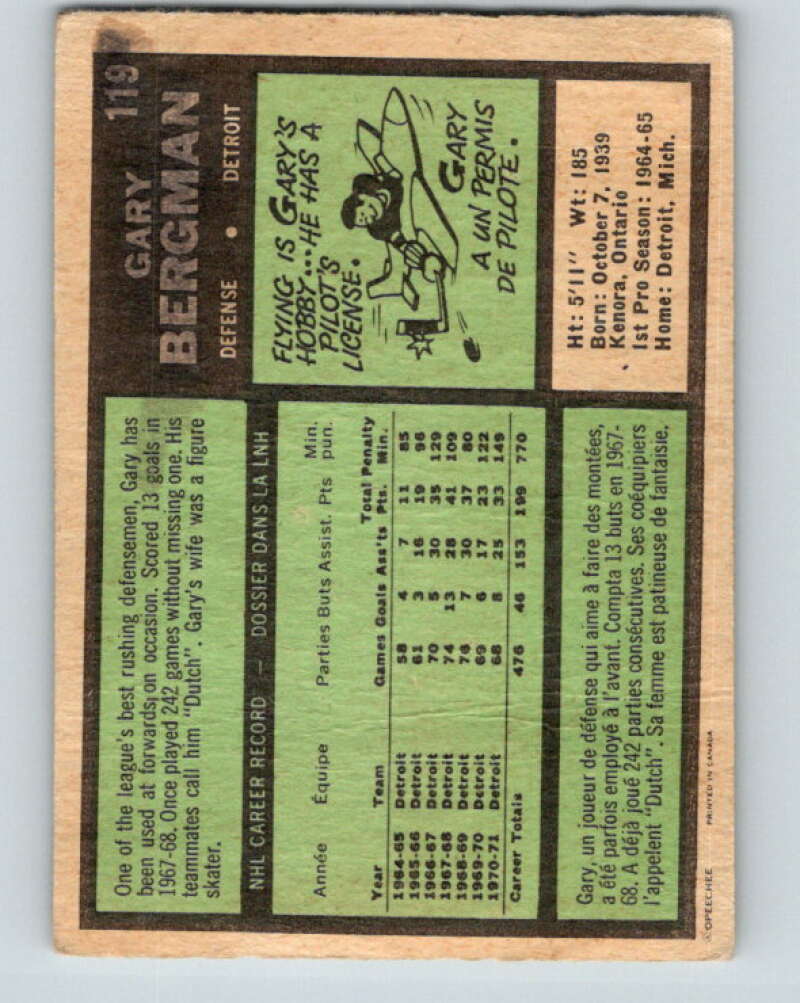 One of the league's best rushing defensemen, Gary has
been used at forwards on occasion. Scored 13 goals in
1967-68. Once played 242 games without missing one. His
teammates call him "Dutch". Gary's wife was a figure
skater.
GARY 119
BERGMAN
DEFENSE • DETROIT
NHL CAREER RECORD — DOSSIER DANS LA LNH
Année Équipe Parties Buts Assist. Pts Min. pun.
Year Team Games Goals Ass'ts Total Pts. Penalty Min.
1964-65 Detroit 58 4 7 11 85
1965-66 Detroit 61 3 16 19 96
1966-67 Detroit 70 5 30 35 129
1967-68 Detroit 74 13 28 41 109
1968-69 Detroit 76 7 30 37 80
1969-70 Detroit 69 6 17 23 122
1970-71 Detroit 68 8 25 33 149
Career Totals 476 46 153 199 770
FLYING IS GARY'S
HOBBY...HE HAS A
PILOT'S
LICENSE.
GARY
A UN PERMIS
DE PILOTE.
Gary, un joueur de défense qui aime à faire des montées,
a été parfois employé à l'avant. Compta 13 buts en 1967-
68. A déjà joué 242 parties consécutives. Ses coéquipiers
l'appelent "Dutch". Sa femme est patineuse de fantaisie.
Ht: 5'11" Wt: 185
Born: October 7, 1939
Kenora, Ontario
1st Pro Season: 1964-65
Home: Detroit, Mich.
©OPEECHEE PRINTED IN CANADA